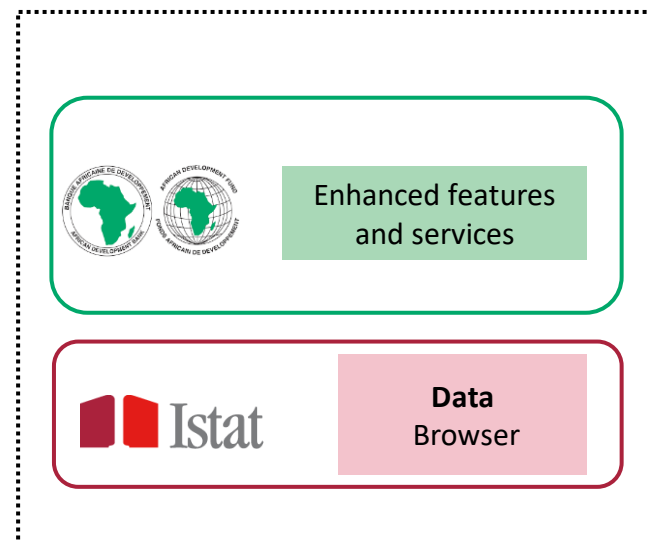 BANQUE AFRICAINE DE DEVELOPPEMENT
AFRICAN DEVELOPMENT BANK
AFRICAN DEVELOPMENT FUND
FONDS AFRICAIN DE DEVELOPPEMENT
Enhanced features
and services
Istat
Data
Browser